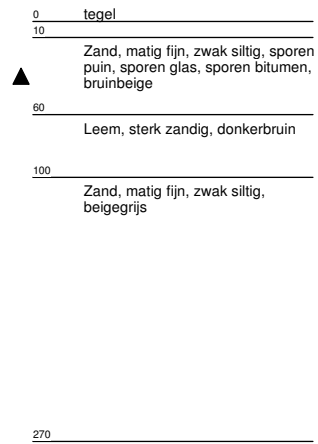 0 tegel
10
Zand, matig fijn, zwak siltig, sporen
puin, sporen glas, sporen bitumen,
bruinbeige
60
Leem, sterk zandig, donkerbruin
100
Zand, matig fijn, zwak siltig,
beigegrijs
270